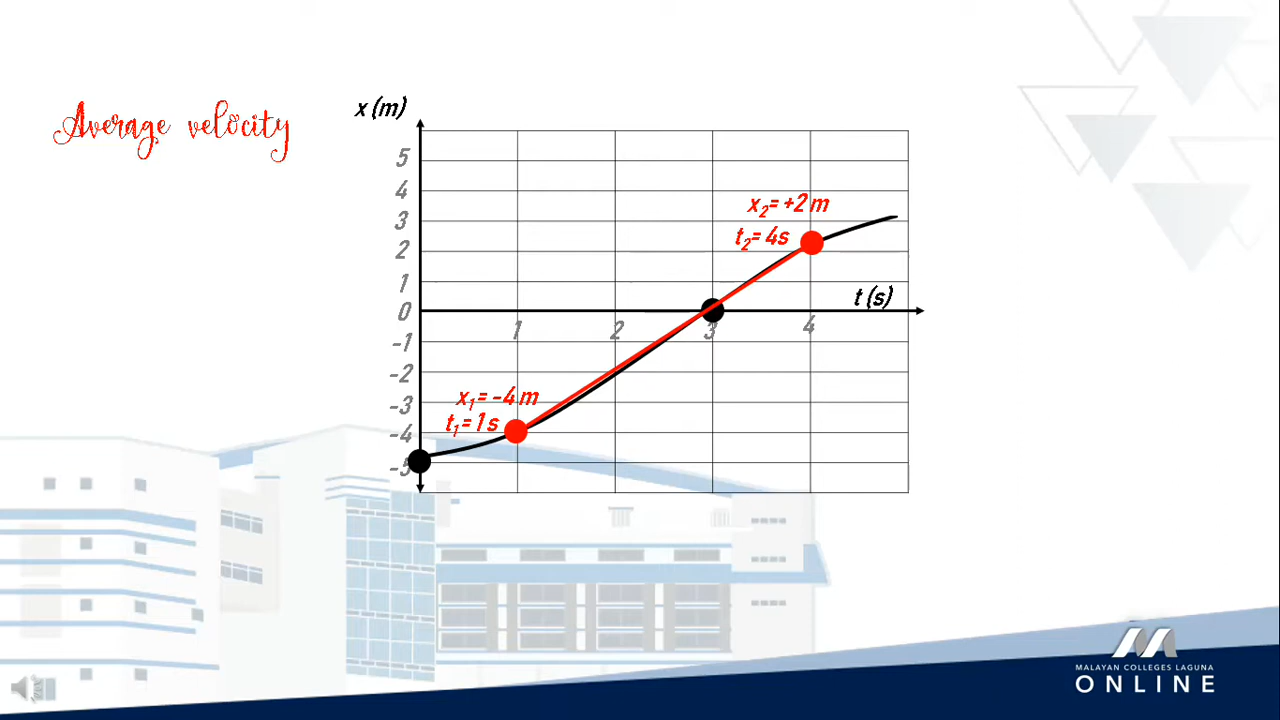 Average velocity
x (m)
5
4
3
2
1
0
-1
-2
-3
-4
-5
x₂ = +2 m
t₂ = 4s
t (s)
1
2
3
4
x₁ = -4 m
t₁ = 1 s
MALAYAN COLLEGES LAGUNA
ONLINE